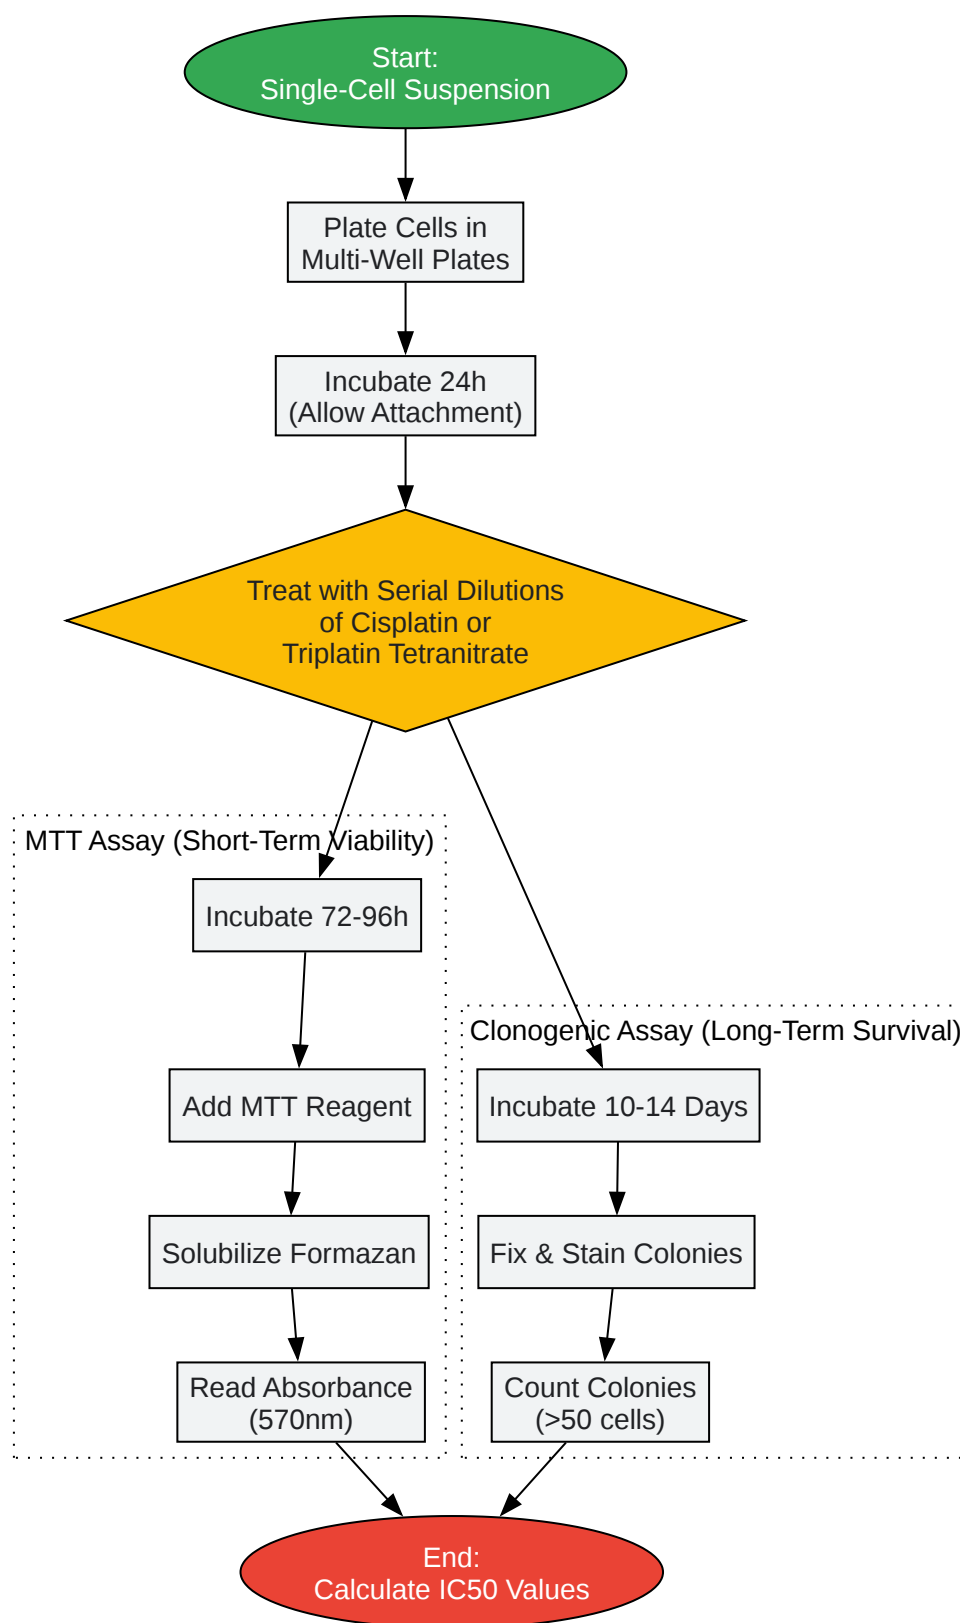 Start:
Single-Cell Suspension
Plate Cells in
Multi-Well Plates
Incubate 24h
(Allow Attachment)
Treat with Serial Dilutions
of Cisplatin or
Triplatin Tetranitrate
MTT Assay (Short-Term Viability)
Incubate 72-96h
Add MTT Reagent
Solubilize Formazan
Read Absorbance
(570nm)
Clonogenic Assay (Long-Term Survival)
Incubate 10-14 Days
Fix & Stain Colonies
Count Colonies
(>50 cells)
End:
Calculate IC50 Values